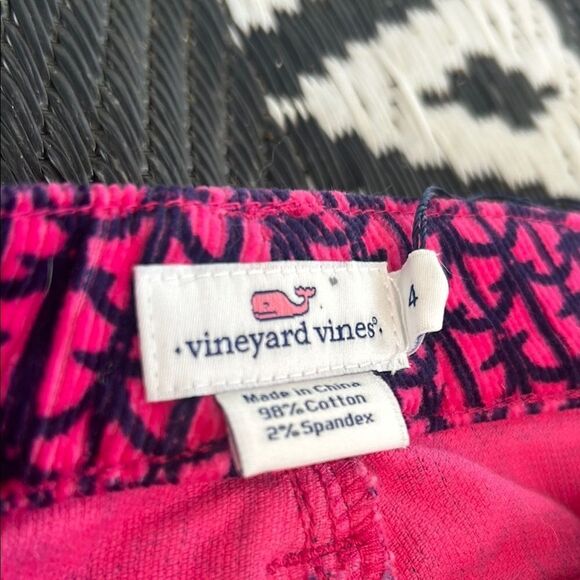 · vineyard vines®
4
Made in China
98% Cotton
2% Spandex